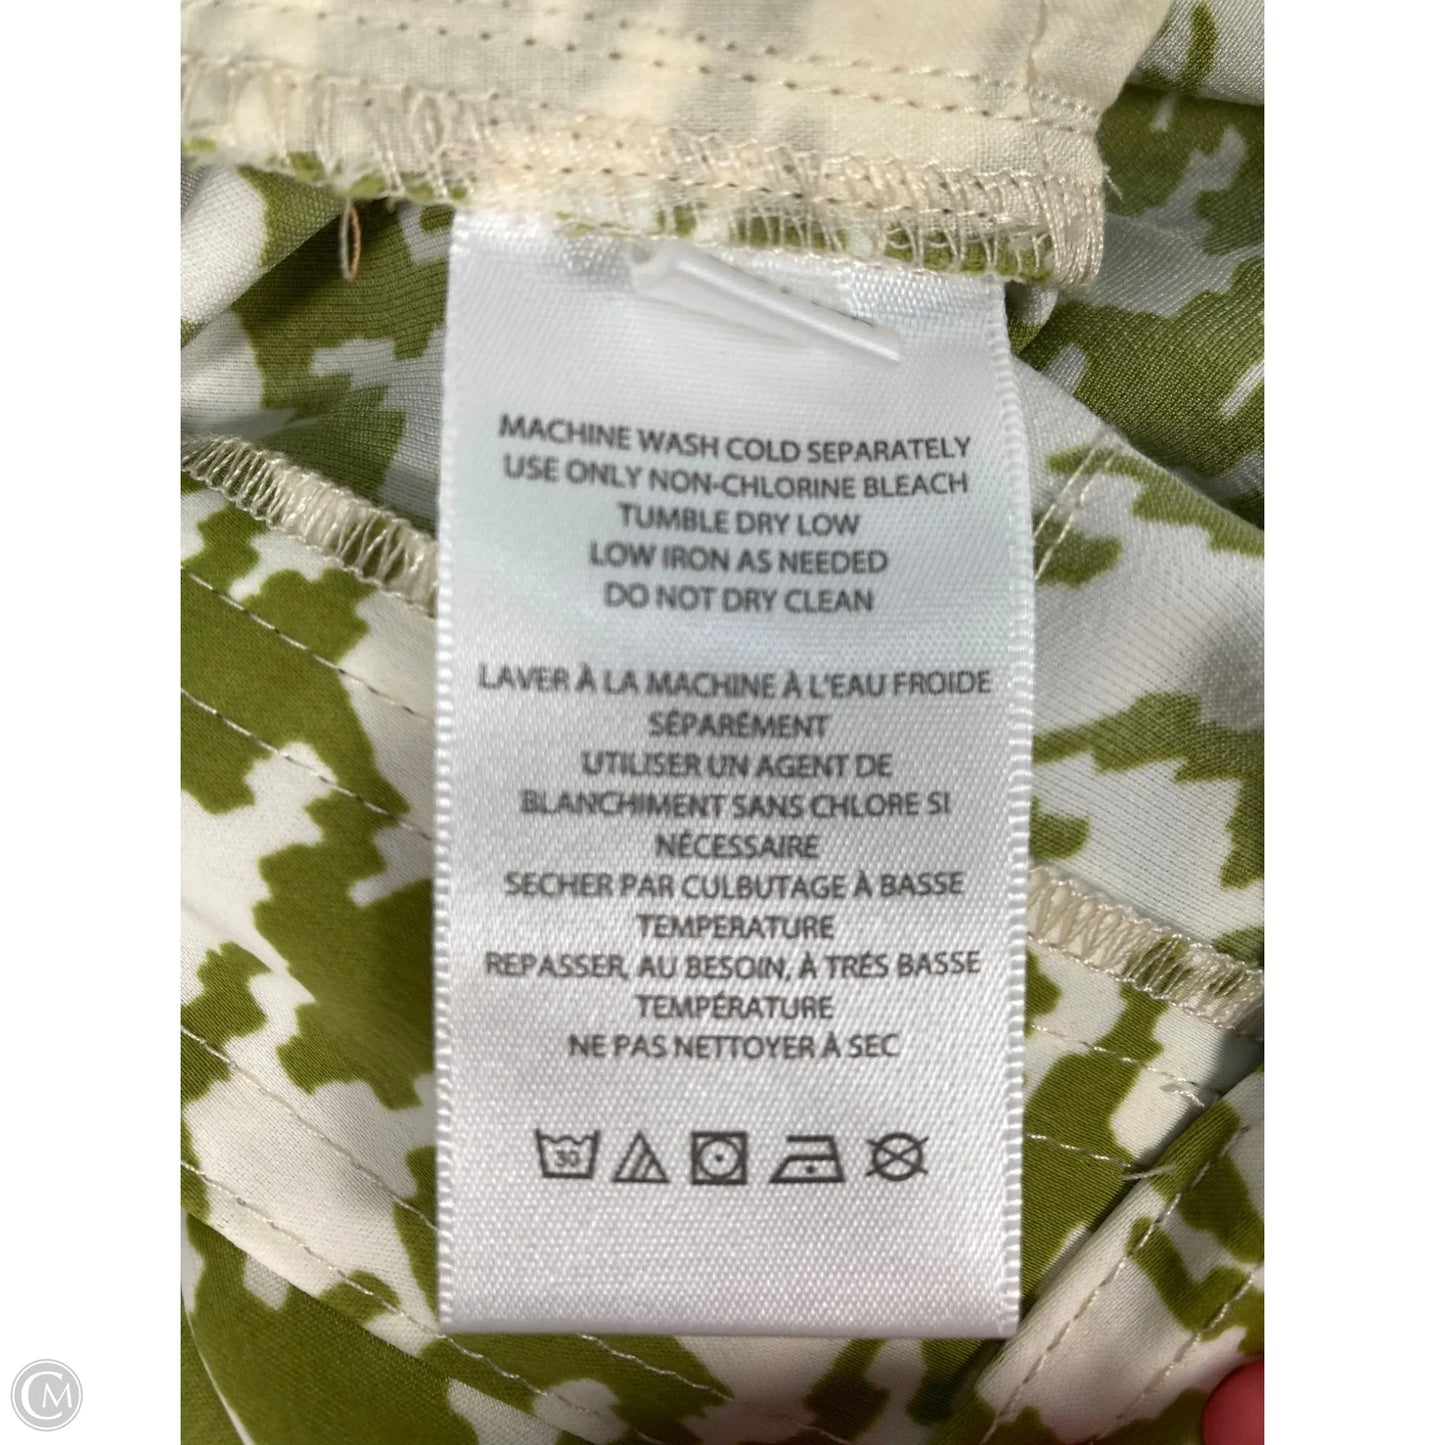 MACHINE WASH COLD SEPARATELY
USE ONLY NON-CHLORINE BLEACH
TUMBLE DRY LOW
LOW IRON AS NEEDED
DO NOT DRY CLEAN
LAVER À LA MACHINE À L'EAU FROIDE
SÉPARÉMENT
UTILISER UN AGENT DE
BLANCHIMENT SANS CHLORE SI
NÉCESSAIRE
SECHER PAR CULBUTAGE À BASSE
TEMPERATURE
REPASSER, AU BESOIN, À TRÉS BASSE
TEMPÉRATURE
NE PAS NETTOYER À SEC
30
CM